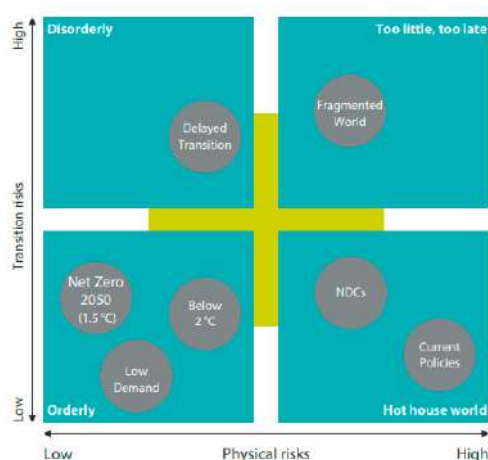 High
Transition risks
Low
Disorderly
Too little, too late
Delayed
Transition
Fragmented
World
Net Zero
2050
(1.5 °C)
Below
2 °C
Low
Demand
NDCs
Current
Policies
Orderly
Hot house world
Low
Physical risks
High